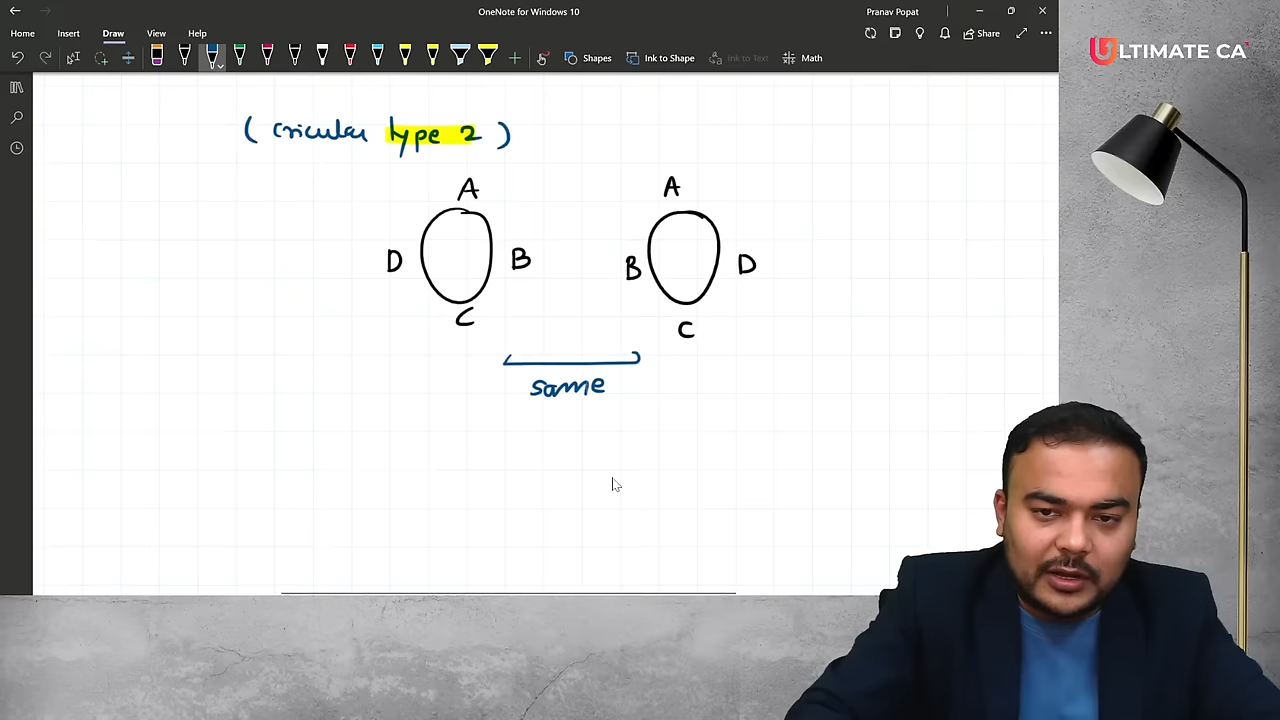 OneNote for Windows 10
Pranav Popat
Home Insert Draw View Help
Share
Shapes Ink to Shape Ink to Text Math
ULTIMATE CA
( circular type 2 )
A A
D B B D
C C
same